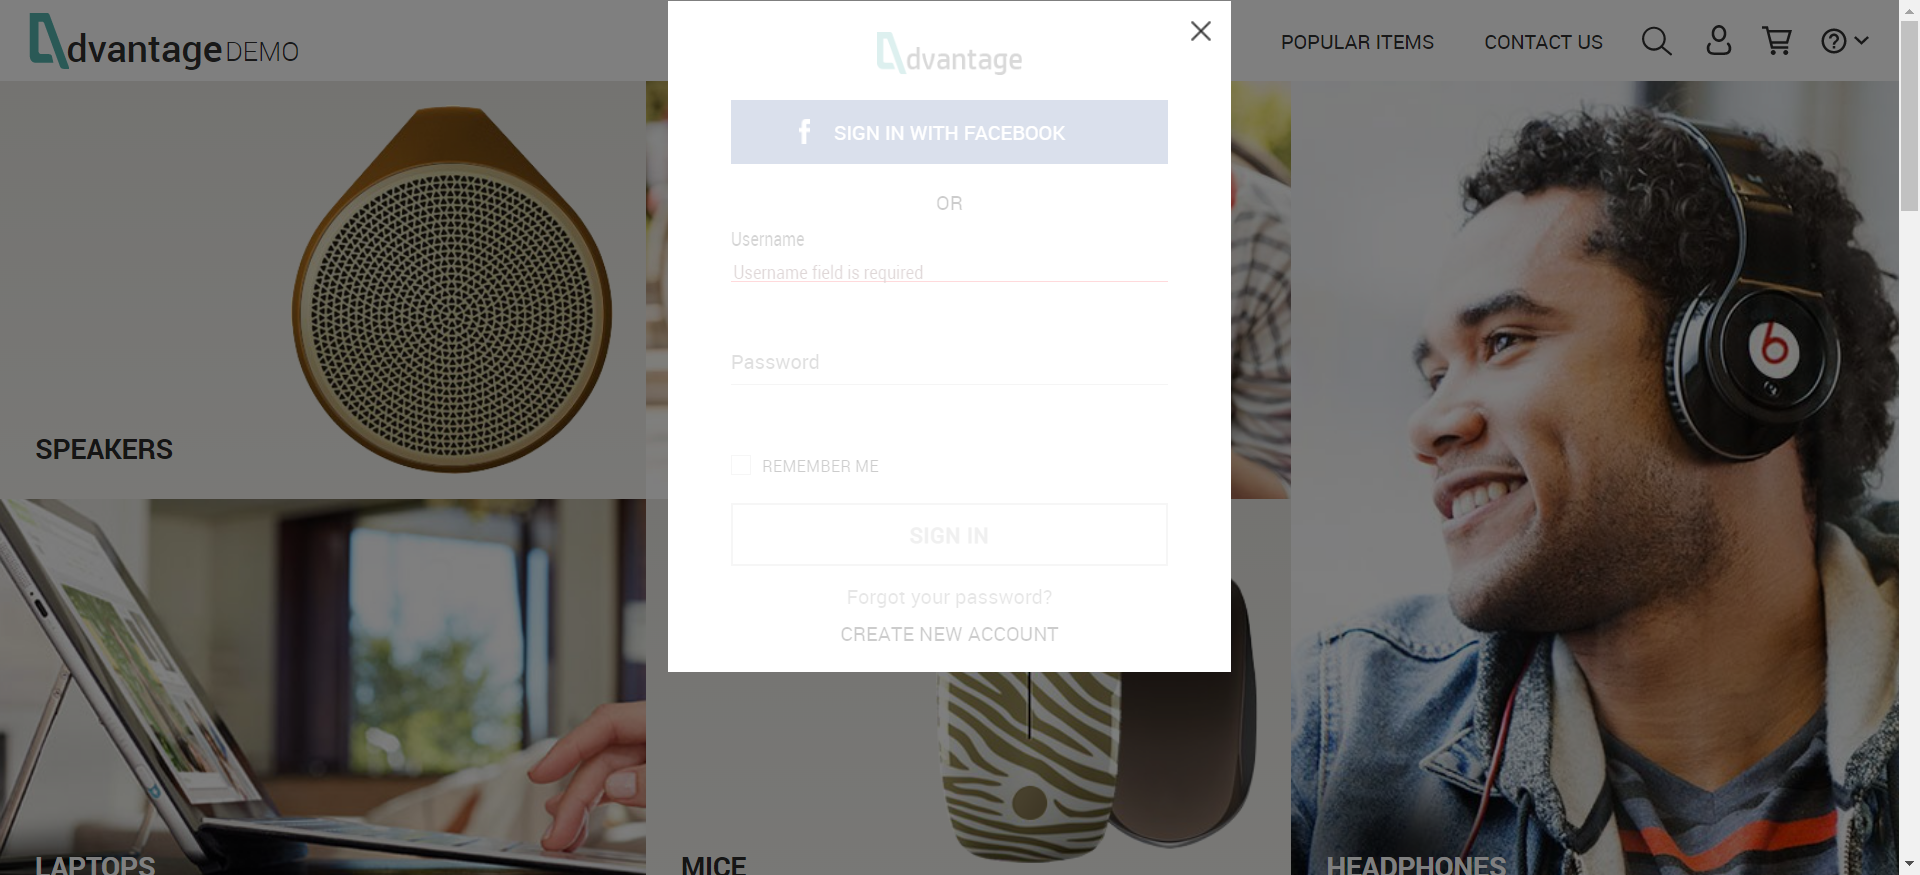 dvantage DEMO
POPULAR ITEMS
CONTACT US
dvantage
SIGN IN WITH FACEBOOK
OR
Username
Username field is required
Password
REMEMBER ME
SIGN IN
Forgot your password?
CREATE NEW ACCOUNT
SPEAKERS
LAPTOPS
MICE
HEADPHONES